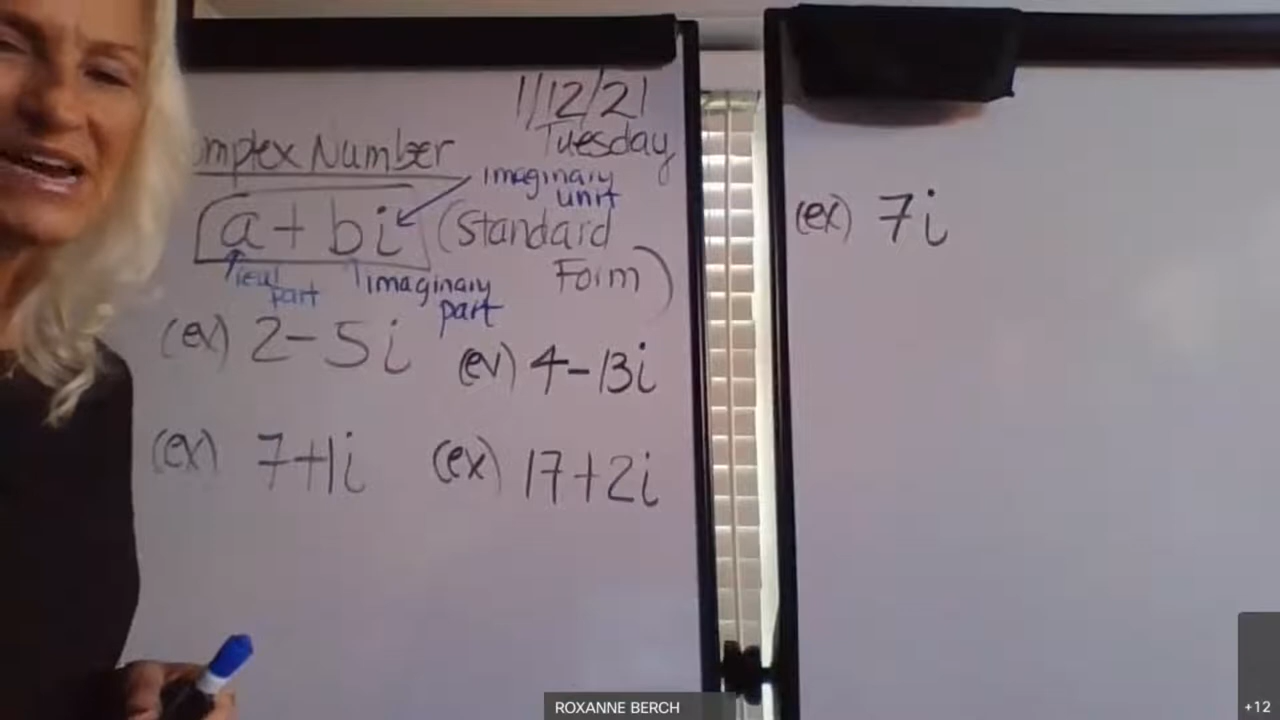 1/12/21
Tuesday
omplex Number
imaginary
unit
a + bi (Standard
Form)
real
part
imaginary
part
(ex) 2-5i
(ex) 4-13i
(ex) 7+1i
(ex) 17+2i
(ex) 7i
ROXANNE BERCH
+12